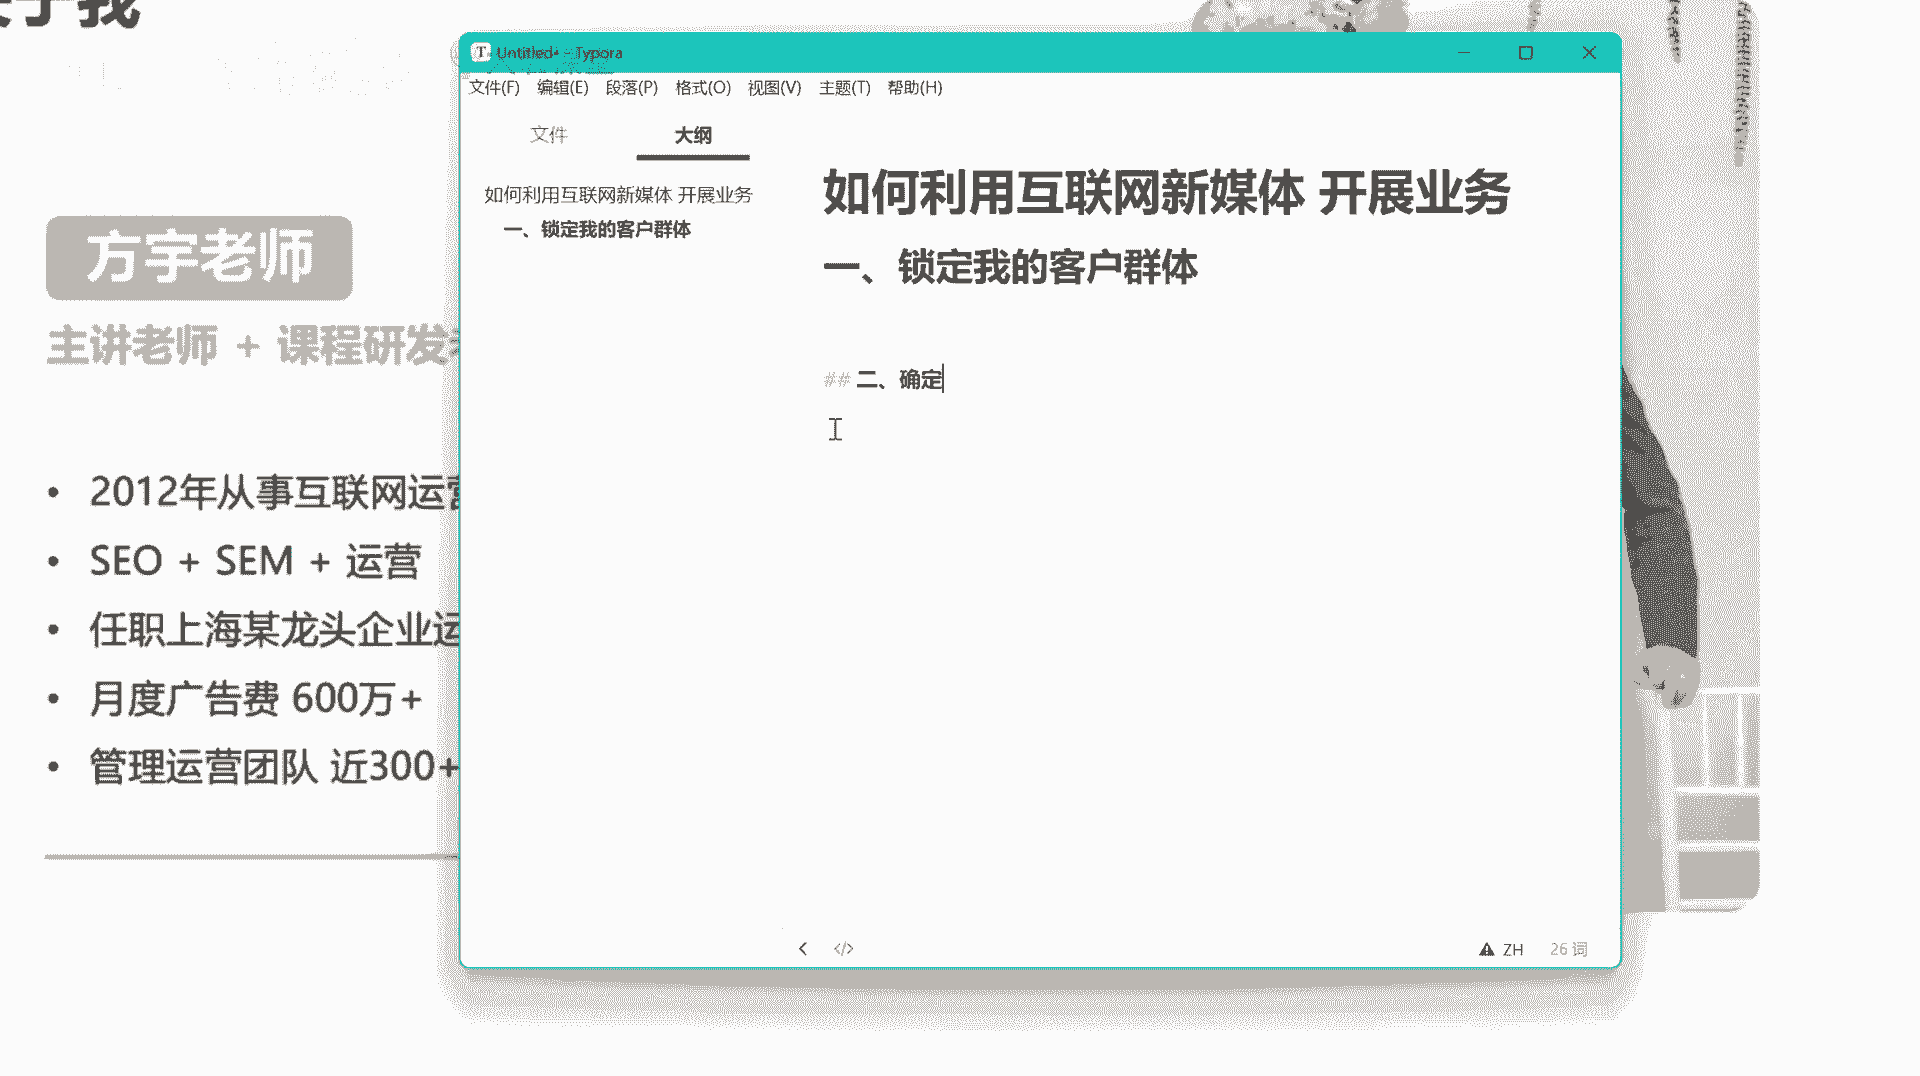 Untitled• - Typora
文件(F) 编辑(E) 段落(P) 格式(O) 视图(V) 主题(T) 帮助(H)
文件 大纲
如何利用互联网新媒体 开展业务
一、锁定我的客户群体
如何利用互联网新媒体 开展业务
一、锁定我的客户群体
## 二、确定
</> ZH 26 词
于我
方宇老师
主讲老师 + 课程研发
• 2012年从事互联网运营
• SEO + SEM + 运营
• 任职上海某龙头企业运
• 月度广告费 600万+
• 管理运营团队 近300+